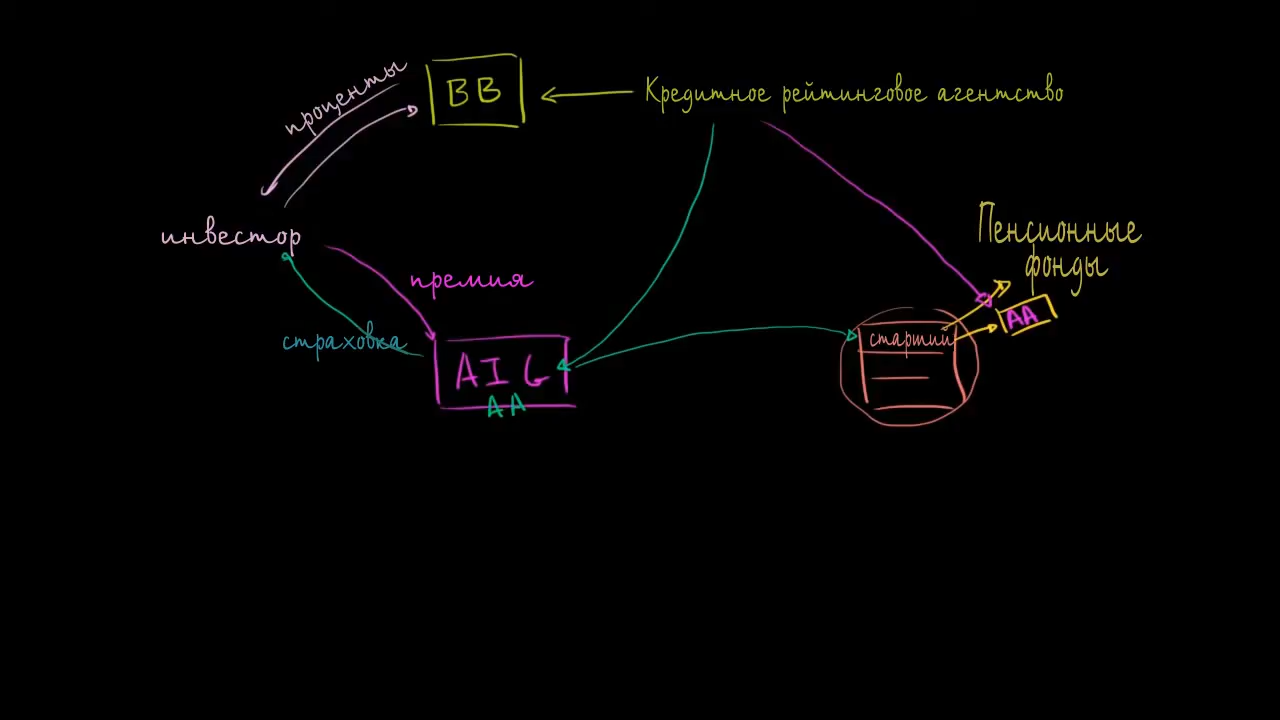 проценты
BB
Кредитное рейтинговое агентство
инвестор
Пенсионные
фонды
премия
AA
страховка
старший
AIG
AA